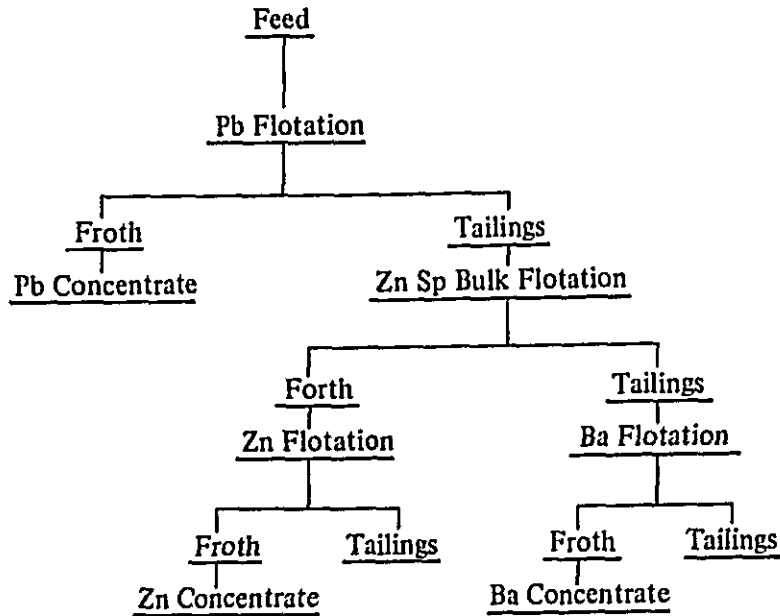 Feed
Pb Flotation
Froth
Tailings
Pb Concentrate
Zn Sp Bulk Flotation
Forth
Tailings
Zn Flotation
Ba Flotation
Froth
Tailings
Froth
Tailings
Zn Concentrate
Ba Concentrate